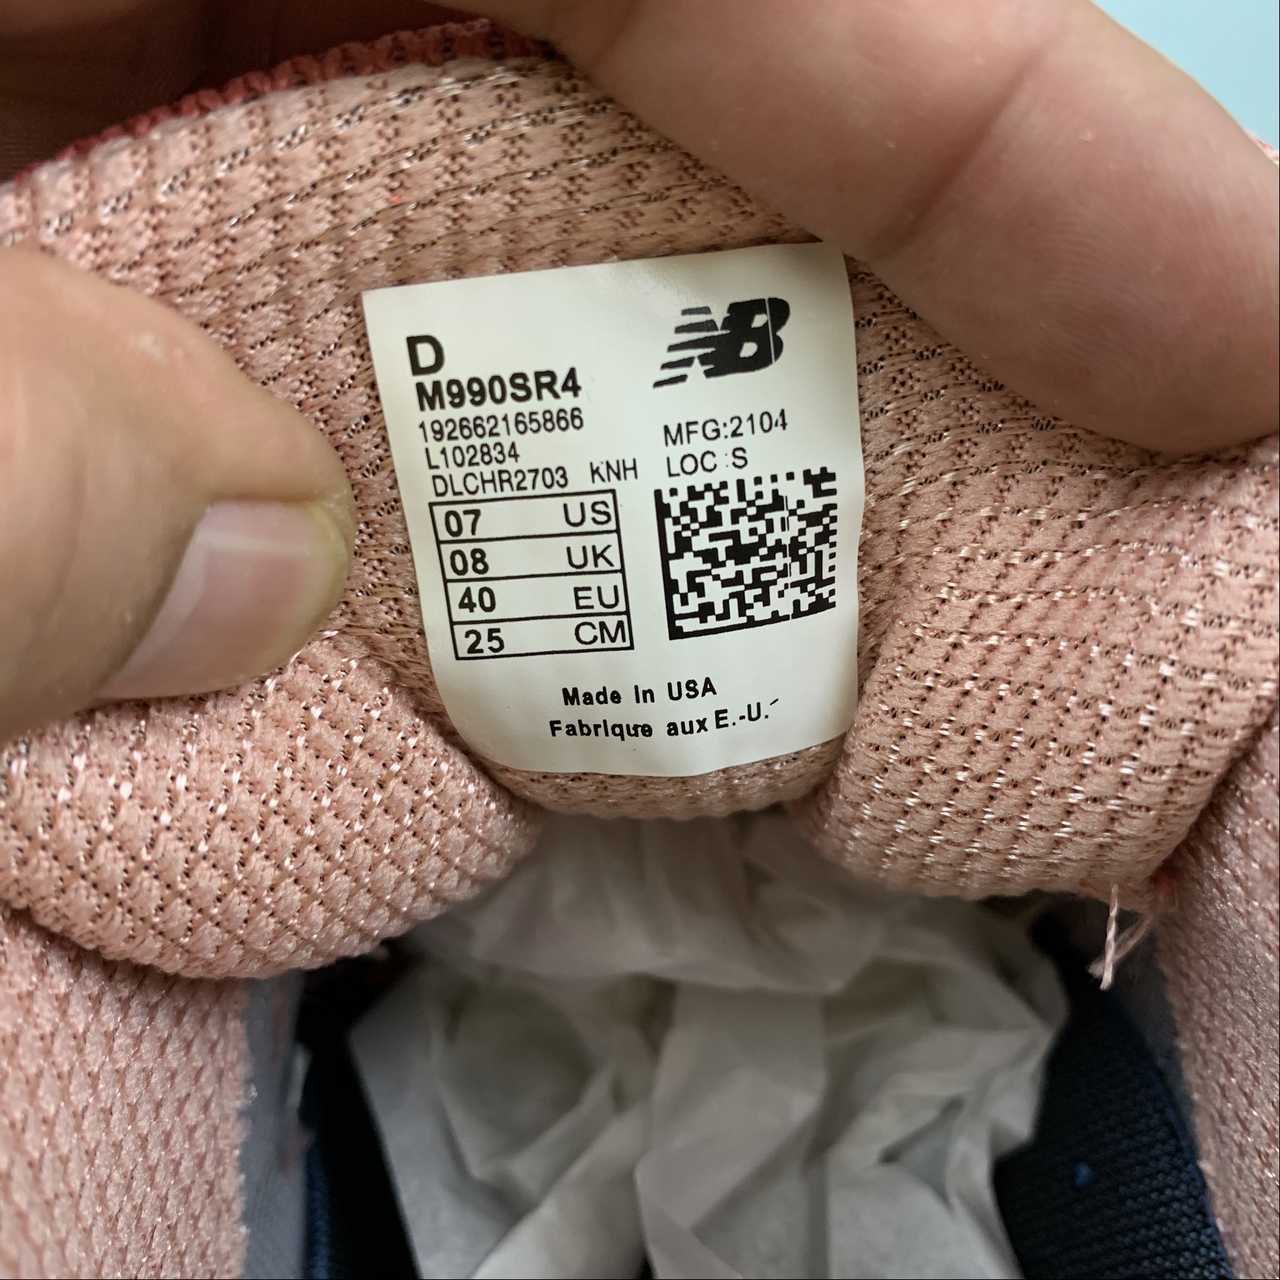 D
M990SR4
192662165866
L102834
DLCHR2703 KNH
07 US
08 UK
40 EU
25 CM
NB
MFG:2104
LOC:S
Made in USA
Fabrique aux E.-U.